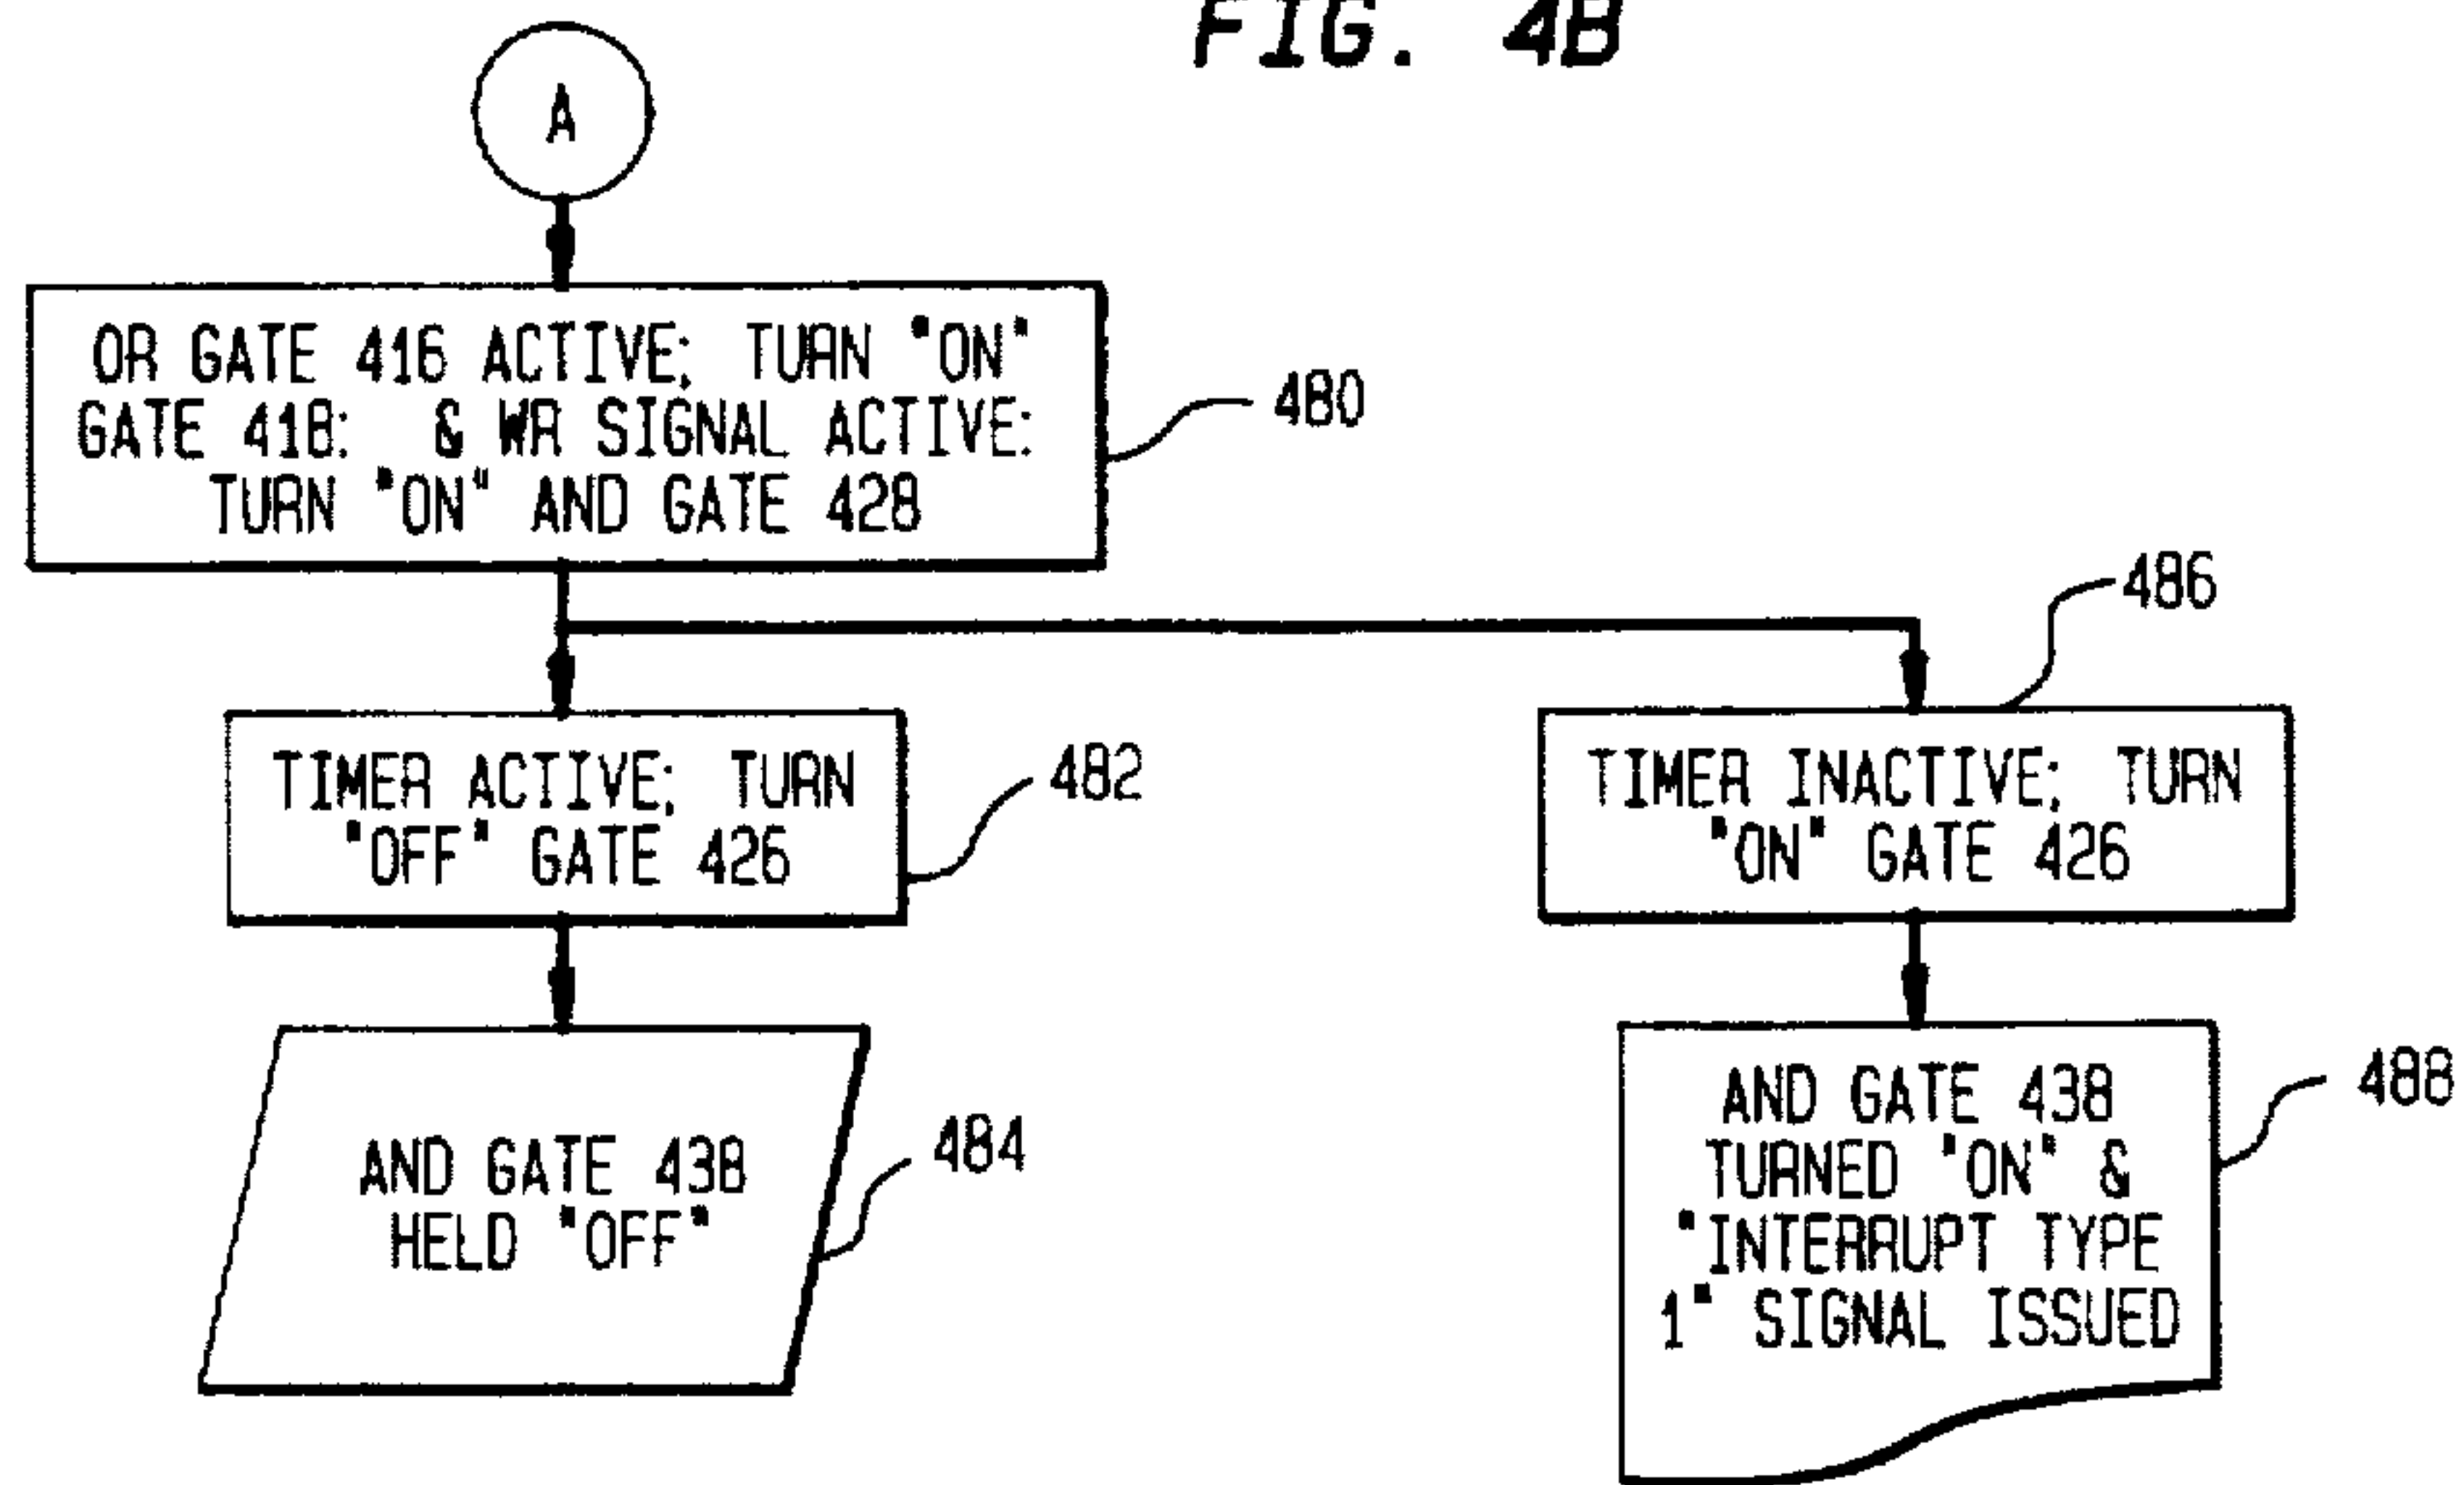 FIG. 4B
A
OR GATE 416 ACTIVE; TURN "ON"
GATE 418: & WR SIGNAL ACTIVE:
TURN "ON" AND GATE 428
480
486
TIMER ACTIVE; TURN
"OFF" GATE 426
482
TIMER INACTIVE; TURN
"ON" GATE 426
AND GATE 438
HELD "OFF"
484
AND GATE 438
TURNED "ON" &
"INTERRUPT TYPE
1" SIGNAL ISSUED
488